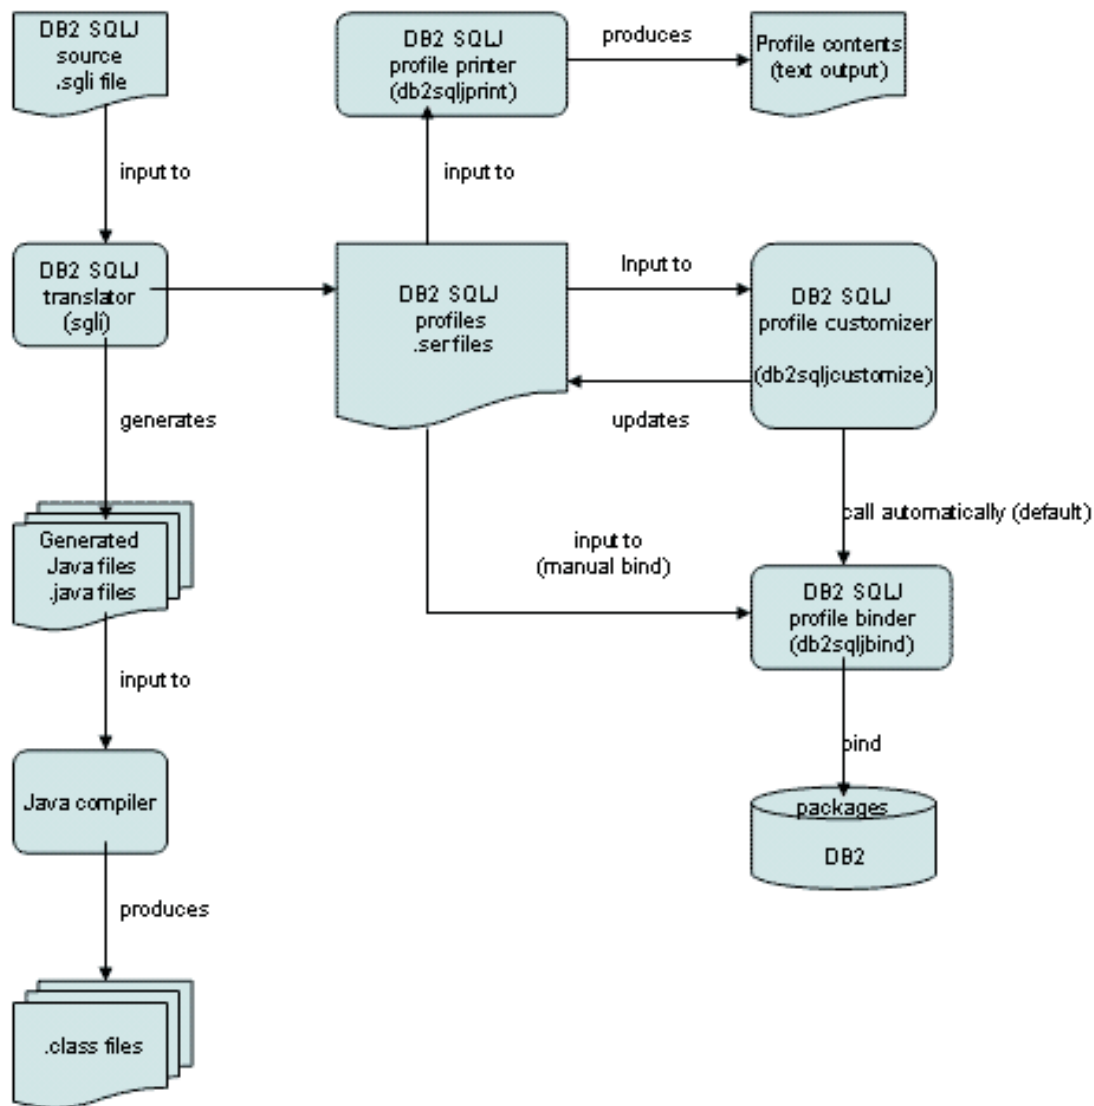 DB2 SQLJ
source
.sgli file
DB2 SQLJ
profile printer
(db2sqljprint)
produces
Profile contents
(text output)
input to
input to
DB2 SQLJ
translator
(sgli)
DB2 SQLJ
profiles
.ser files
Input to
DB2 SQLJ
profile customizer
(db2sqljcustomize)
updates
generates
call automatically (default)
Generated
Java files
.java files
input to
(manual bind)
DB2 SQLJ
profile binder
(db2sqljbind)
input to
bind
Java compiler
packages
DB2
produces
.class files